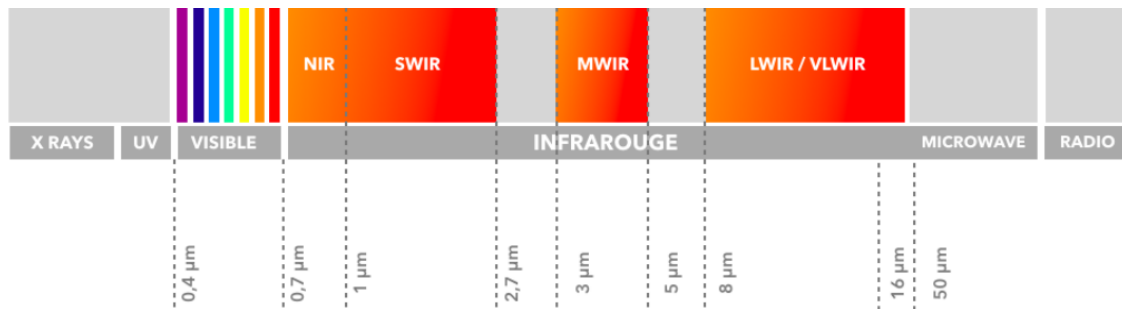 NIR
SWIR
MWIR
LWIR / VLWIR
X RAYS
UV
VISIBLE
INFRAROUGE
MICROWAVE
RADIO
0,4 µm
0,7 µm
1 µm
2,7 µm
3 µm
5 µm
8 µm
16 µm
50 µm